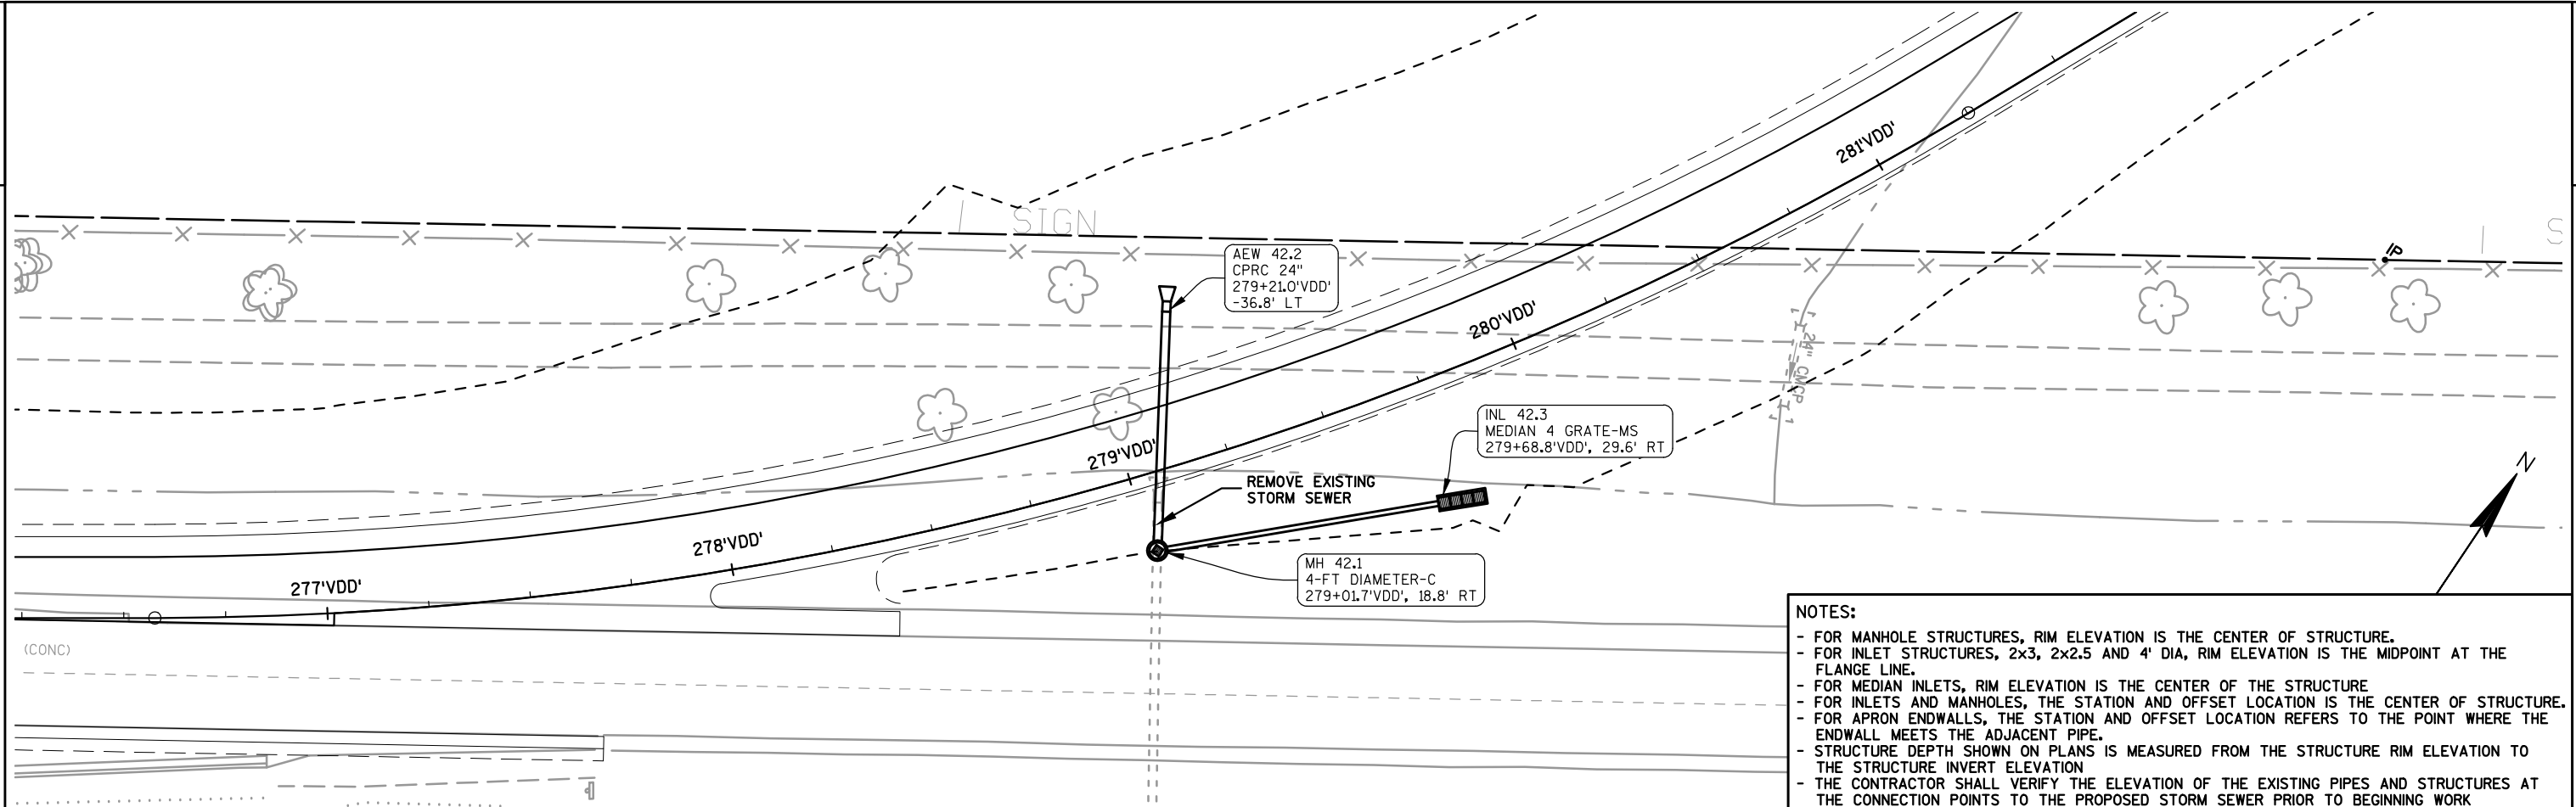 281'VDD'
SIGN
S
IP
AEW 42.2
CPRC 24"
279+21.0'VDD'
-36.8' LT
280'VDD'
24" CMCP
INL 42.3
MEDIAN 4 GRATE-MS
279+68.8'VDD', 29.6' RT
279'VDD'
REMOVE EXISTING
STORM SEWER
N
278'VDD'
MH 42.1
4-FT DIAMETER-C
279+01.7'VDD', 18.8' RT
277'VDD'
(CONC)
NOTES:
- FOR MANHOLE STRUCTURES, RIM ELEVATION IS THE CENTER OF STRUCTURE.
- FOR INLET STRUCTURES, 2x3, 2x2.5 AND 4' DIA, RIM ELEVATION IS THE MIDPOINT AT THE
FLANGE LINE.
- FOR MEDIAN INLETS, RIM ELEVATION IS THE CENTER OF THE STRUCTURE
- FOR INLETS AND MANHOLES, THE STATION AND OFFSET LOCATION IS THE CENTER OF STRUCTURE.
- FOR APRON ENDWALLS, THE STATION AND OFFSET LOCATION REFERS TO THE POINT WHERE THE
ENDWALL MEETS THE ADJACENT PIPE.
- STRUCTURE DEPTH SHOWN ON PLANS IS MEASURED FROM THE STRUCTURE RIM ELEVATION TO
THE STRUCTURE INVERT ELEVATION
- THE CONTRACTOR SHALL VERIFY THE ELEVATION OF THE EXISTING PIPES AND STRUCTURES AT
THE CONNECTION POINTS TO THE PROPOSED STORM SEWER PRIOR TO BEGINNING WORK